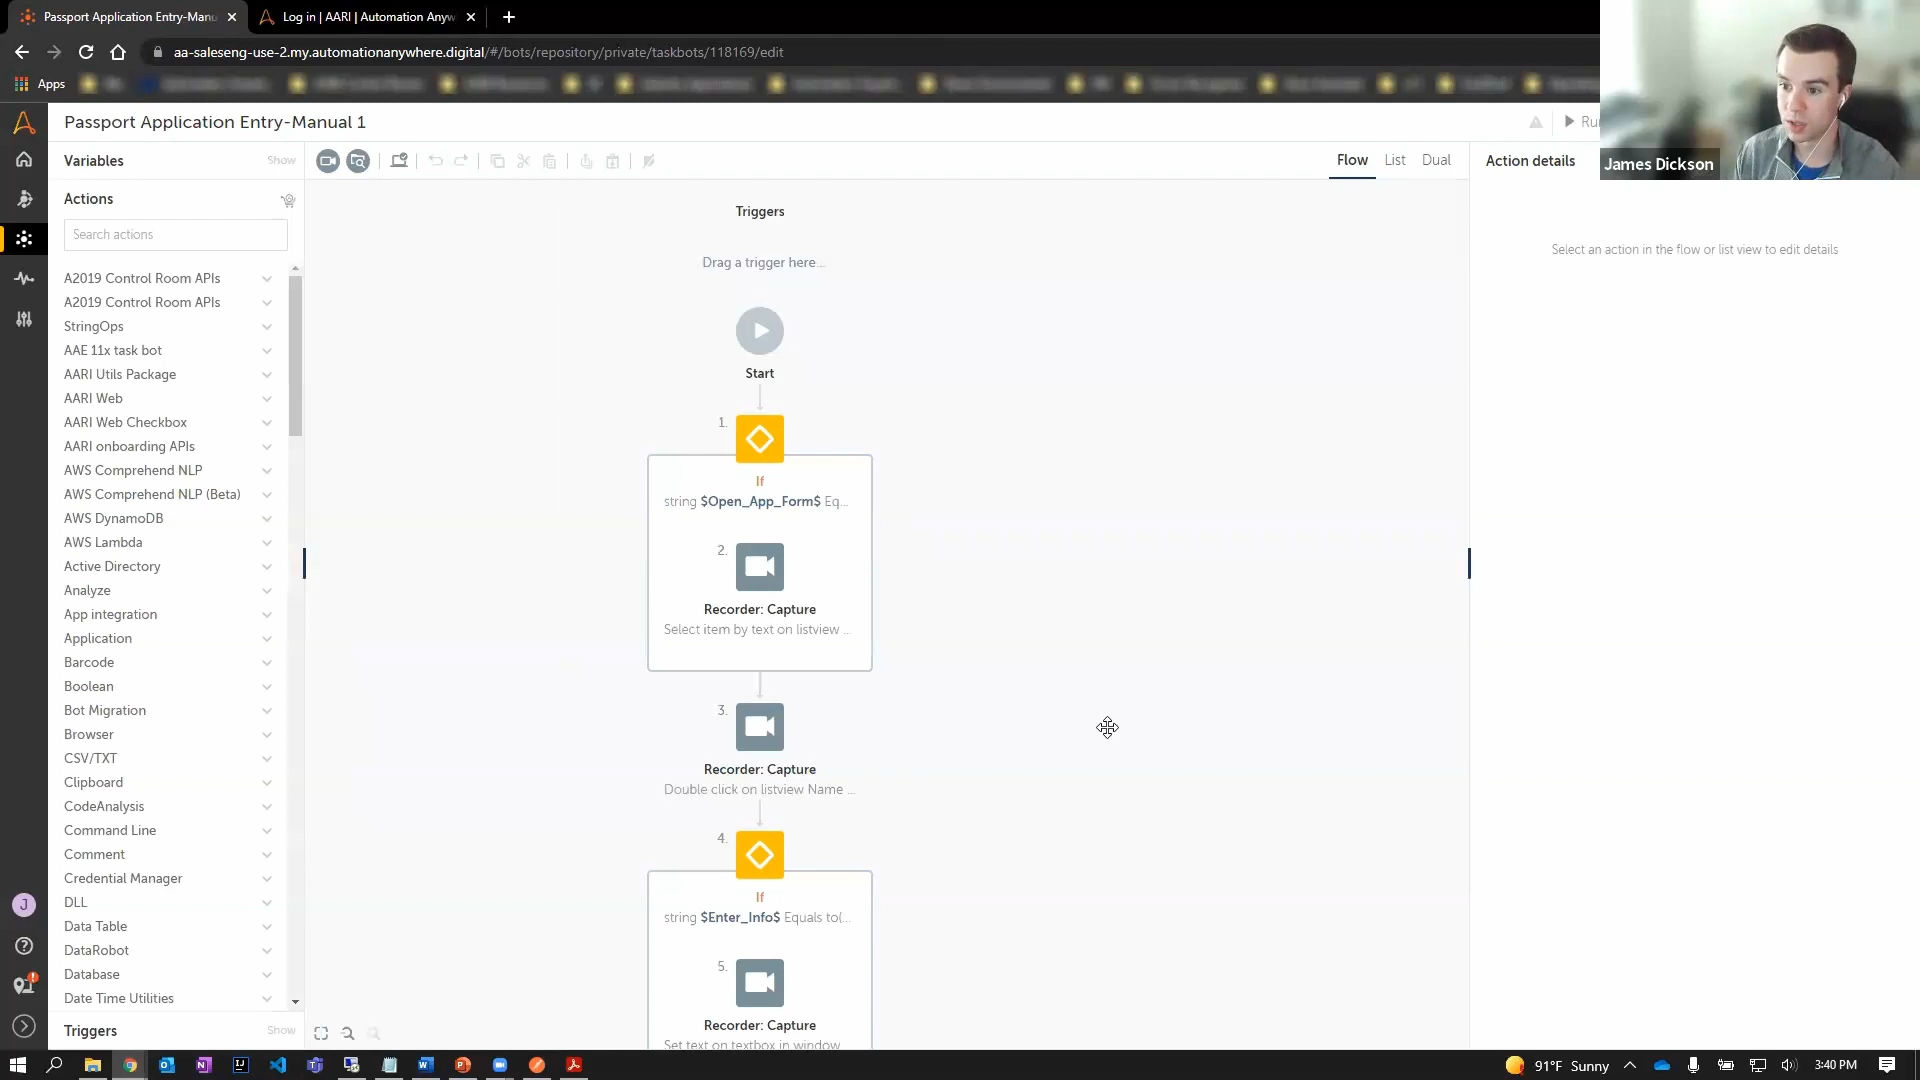 Passport Application Entry-Manu
Log in | AARI | Automation Anyw
aa-saleseng-use-2.my.automationanywhere.digital/#/bots/repository/private/taskbots/118169/edit
Apps
Passport Application Entry-Manual 1
Ru
James Dickson
Variables
Show
Flow
List
Dual
Action details
Actions
Search actions
Select an action in the flow or list view to edit details
A2019 Control Room APIs
A2019 Control Room APIs
StringOps
AAE 11x task bot
AARI Utils Package
AARI Web
AARI Web Checkbox
AARI onboarding APIs
AWS Comprehend NLP
AWS Comprehend NLP (Beta)
AWS DynamoDB
AWS Lambda
Active Directory
Analyze
App integration
Application
Barcode
Boolean
Bot Migration
Browser
CSV/TXT
Clipboard
CodeAnalysis
Command Line
Comment
Credential Manager
DLL
Data Table
DataRobot
Database
Date Time Utilities
Triggers
Show
Triggers
Drag a trigger here...
Start
1.
If
string $Open_App_Form$ Eq...
2.
Recorder: Capture
Select item by text on listview ...
3.
Recorder: Capture
Double click on listview Name ...
4.
If
string $Enter_Info$ Equals to(...
5.
Recorder: Capture
Set text on textbox in window
J
91°F Sunny
3:40 PM